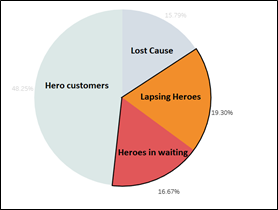 15.79%
Lost Cause
48.25%
Hero customers
Lapsing Heroes
19.30%
Heroes in waiting
16.67%